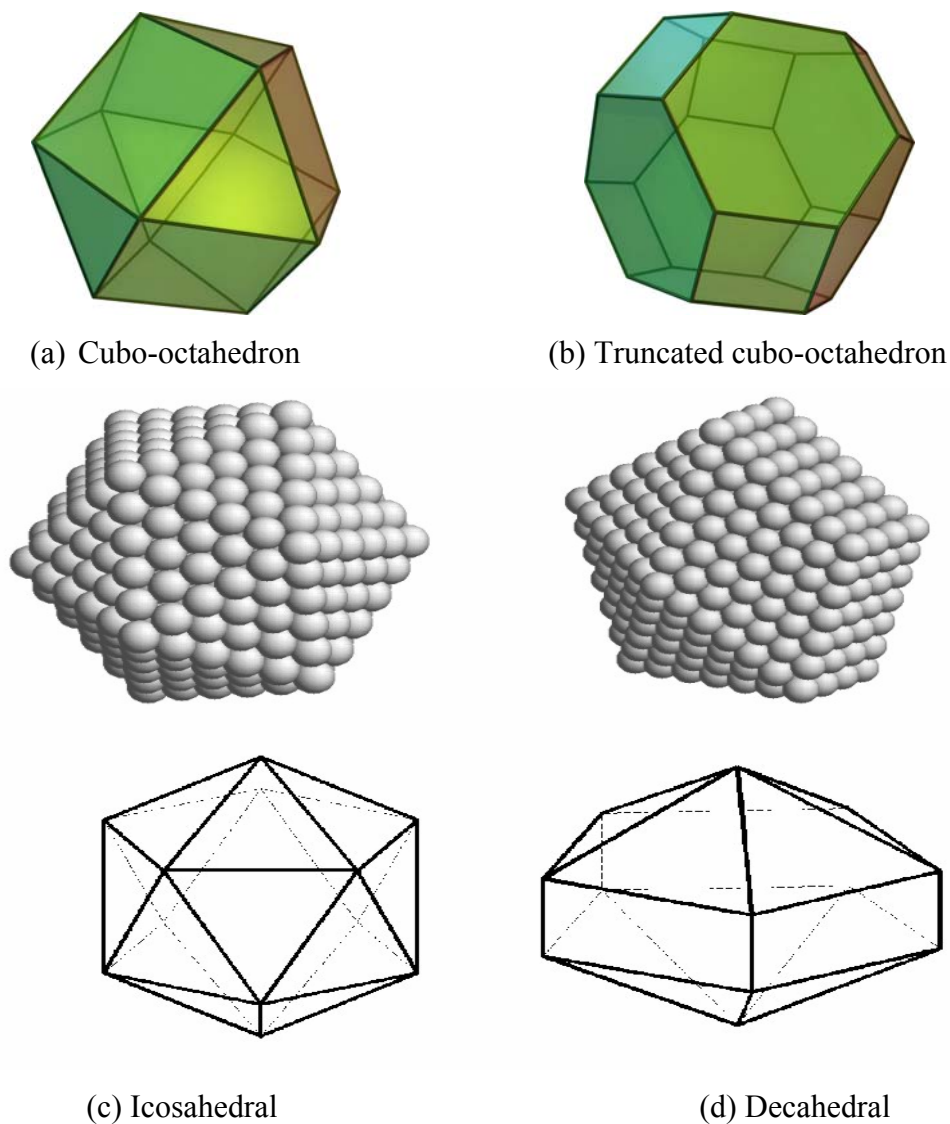 (a) Cubo-octahedron
(b) Truncated cubo-octahedron
(c) Icosahedral
(d) Decahedral